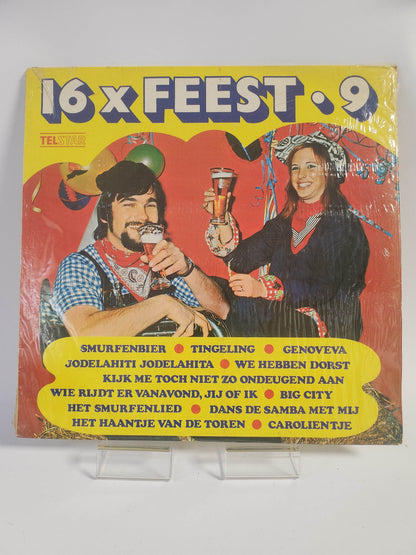 16 x FEEST • 9
TELSTAR
SMURFENBIER • TINGELING • GENOVEVA
JODELAHITI JODELAHITA • WE HEBBEN DORST
KIJK ME TOCH NIET ZO ONDEUGEND AAN
WIE RIJDT ER VANAVOND, JIJ OF IK • BIG CITY
HET SMURFENLIED • DANS DE SAMBA MET MIJ
HET HAANTJE VAN DE TOREN • CAROLIENTJE